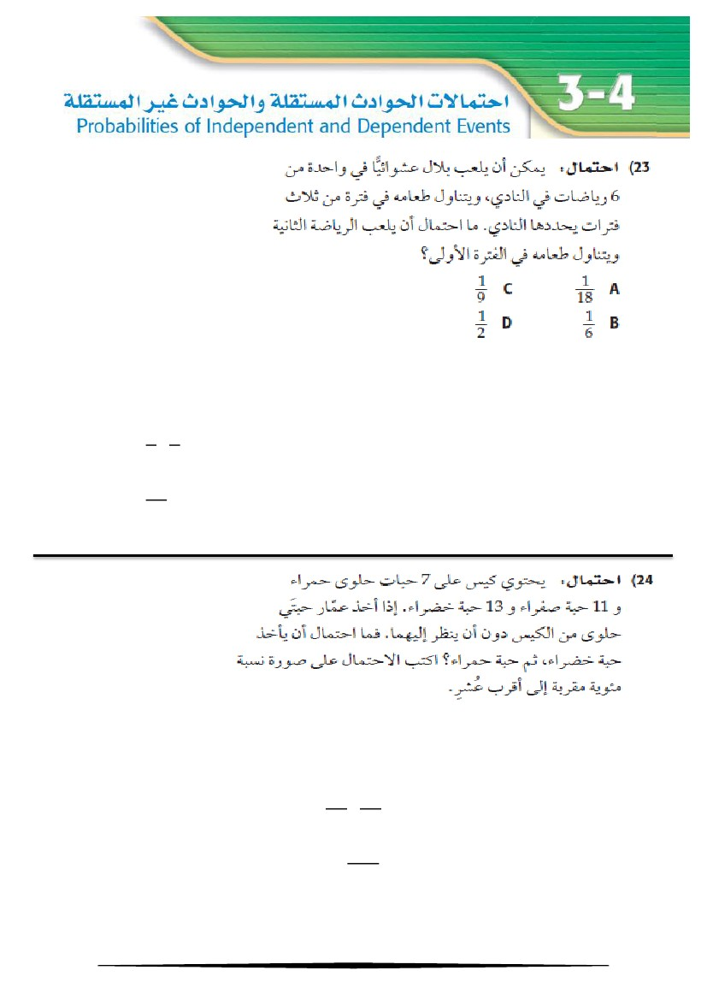 3-4
احتمالات الحوادث المستقلة والحوادث غير المستقلة
Probabilities of Independent and Dependent Events
23) احتمال: يمكن أن يلعب بلال عشوائيًّا في واحدة من
6 رياضات في النادي، ويتناول طعامه في فترة من ثلاث
فترات يحددها النادي. ما احتمال أن يلعب الرياضة الثانية
ويتناول طعامه في الفترة الأولى؟
A 1/18 C 1/9
B 1/6 D 1/2
24) احتمال: يحتوي كيس على 7 حبات حلوى حمراء
و 11 حبة صفراء و 13 حبة خضراء. إذا أخذ عمّار حبتَي
حلوى من الكيس دون أن ينظر إليهما. فما احتمال أن يأخذ
حبة خضراء، ثم حبة حمراء؟ اكتب الاحتمال على صورة نسبة
مئوية مقربة إلى أقرب عُشرٍ.